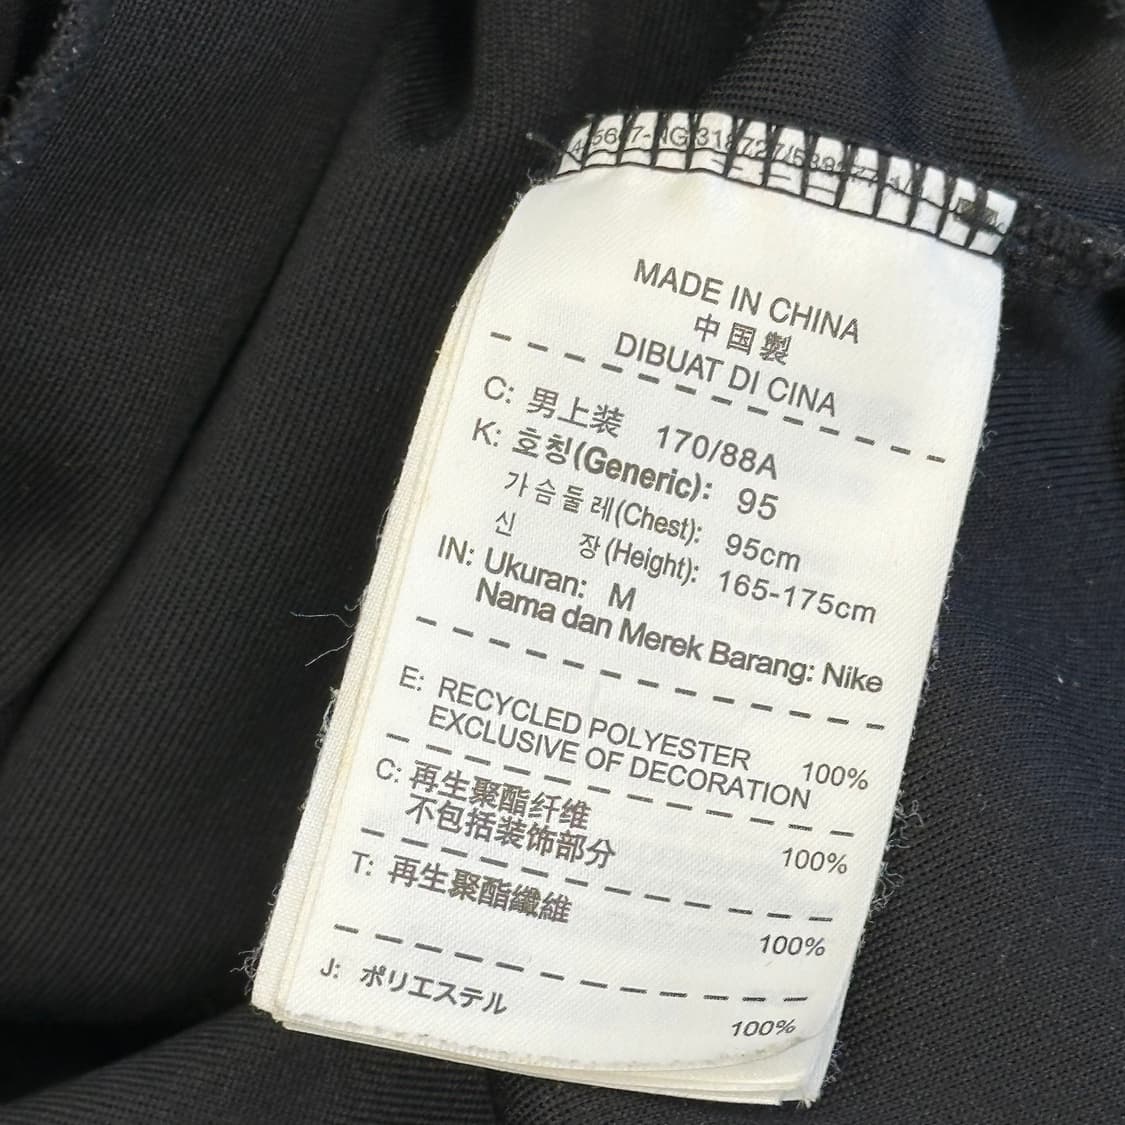 MADE IN CHINA
中国製
DIBUAT DI CINA
C: 男上装 170/88A
K: 호칭(Generic): 95
가슴둘레(Chest): 95cm
신 장(Height): 165-175cm
IN: Ukuran: M
Nama dan Merek Barang: Nike
E: RECYCLED POLYESTER 100%
EXCLUSIVE OF DECORATION
C: 再生聚酯纤维 100%
不包括装饰部分
T: 再生聚酯纖維 100%
J: ポリエステル 100%